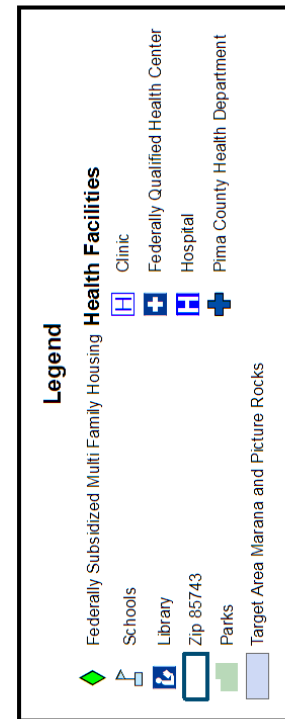 Legend
Federally Subsidized Multi Family Housing
Schools
Library
Zip 85743
Parks
Target Area Marana and Picture Rocks
Health Facilities
Clinic
Federally Qualified Health Center
Hospital
Pima County Health Department